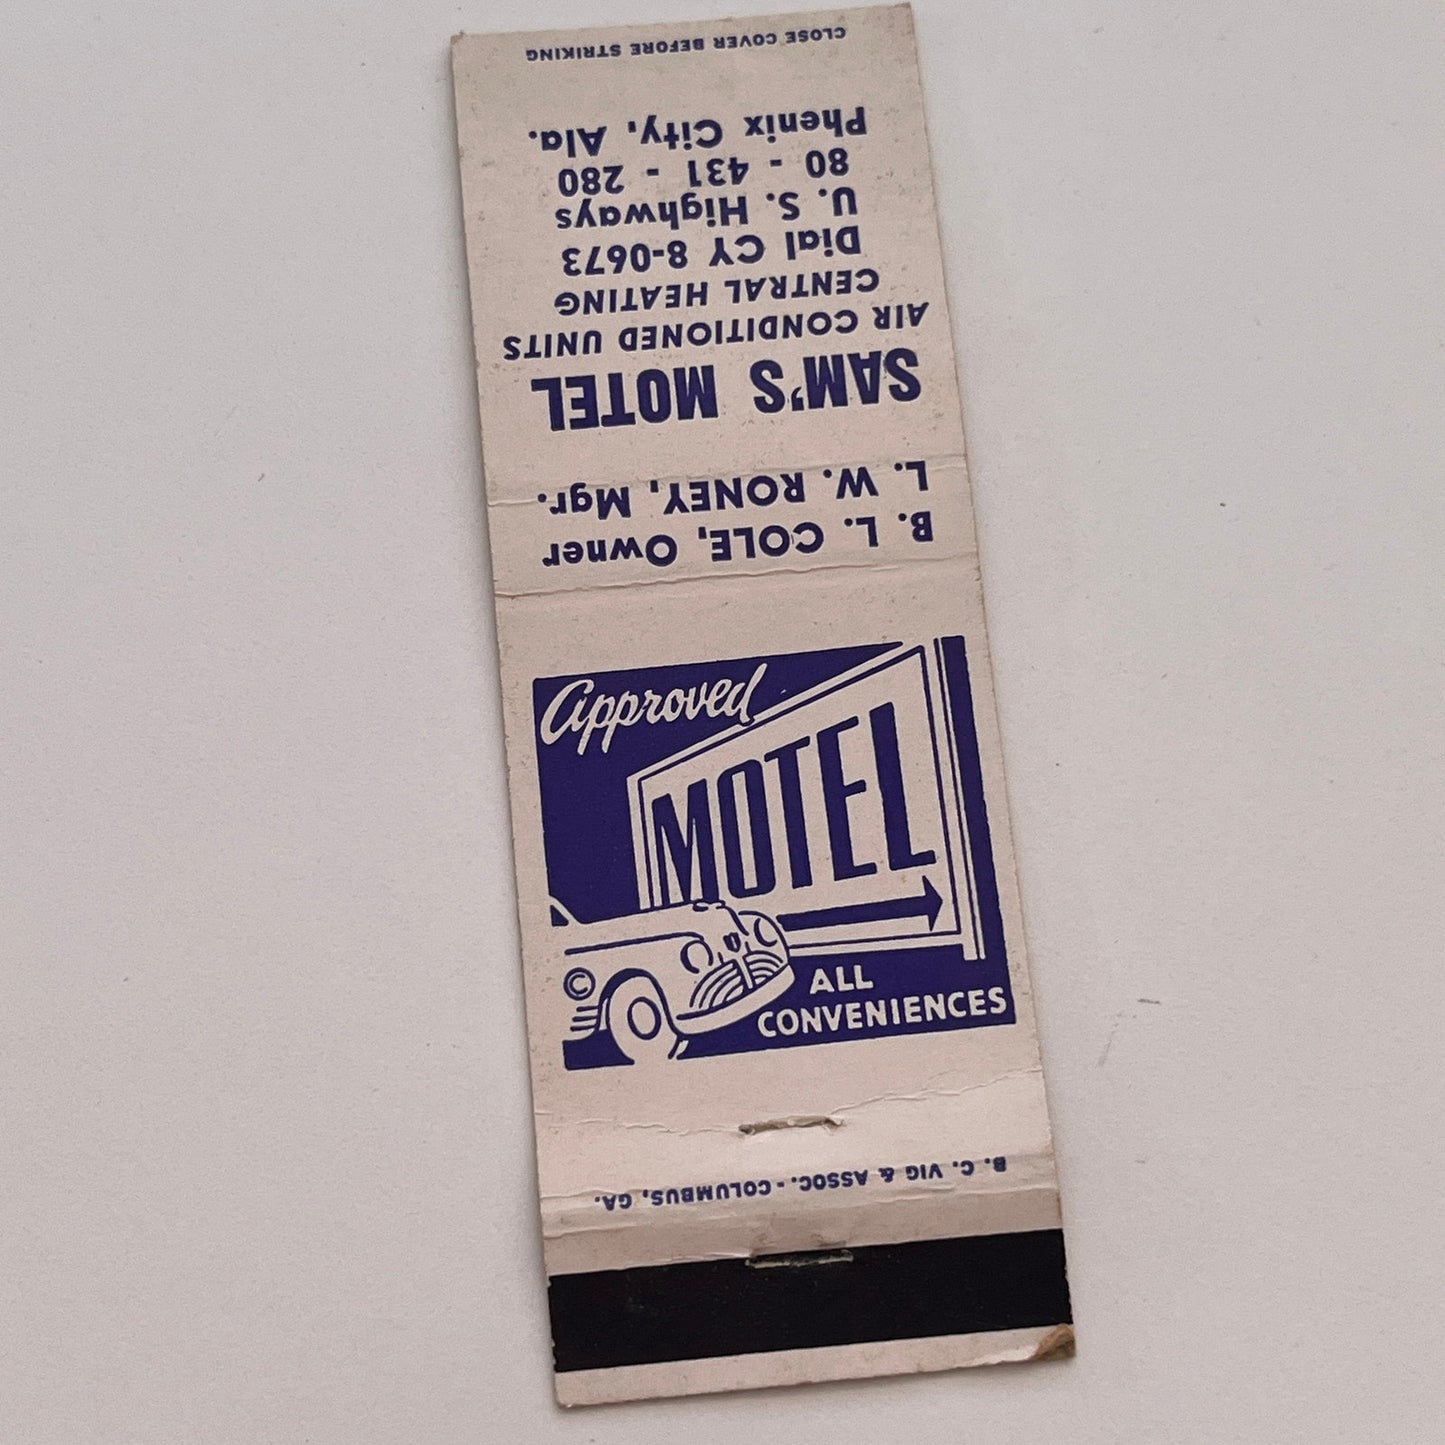 B. L. COLE, Owner
L. W. RONEY, Mgr.
SAM'S MOTEL
AIR CONDITIONED UNITS
CENTRAL HEATING
Dial CY 8-0673
U. S. Highways
80 - 431 - 280
Phenix City, Ala.
CLOSE COVER BEFORE STRIKING
Approved
MOTEL
©
ALL
CONVENIENCES
B. C. VIG & ASSOC. - COLUMBUS, GA.